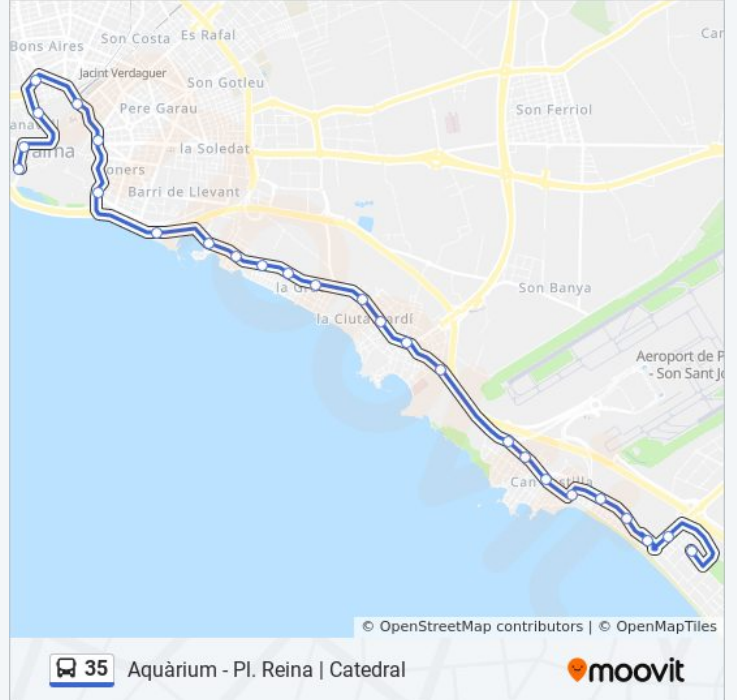 Bons Aires
Son Costa
Es Rafal
Car
Jacint Verdaguer
Son Gotleu
Pere Garau
Son Ferriol
la Soledat
Barri de Llevant
Son Banya
la Ciutat Jardí
Aeroport de P
- Son Sant Jo
Can Pastilla
© OpenStreetMap contributors | © OpenMapTiles
35 Aquàrium - Pl. Reina | Catedral
moovit